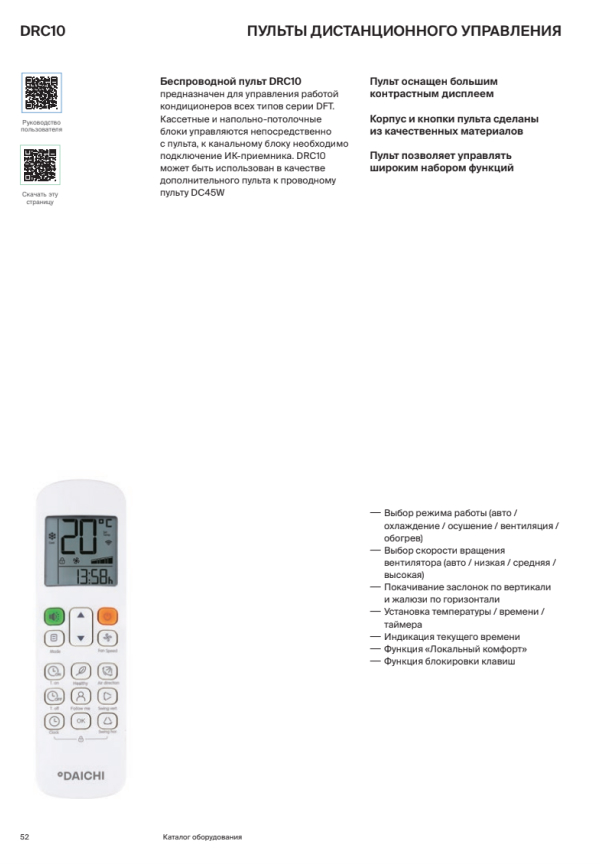 DRC10
ПУЛЬТЫ ДИСТАНЦИОННОГО УПРАВЛЕНИЯ
Руководство
пользователя
Скачать эту
страницу
Беспроводной пульт DRC10
предназначен для управления работой
кондиционеров всех типов серии DFT.
Кассетные и напольно-потолочные
блоки управляются непосредственно
с пульта, к канальному блоку необходимо
подключение ИК-приемника. DRC10
может быть использован в качестве
дополнительного пульта к проводному
пульту DC45W
Пульт оснащен большим
контрастным дисплеем
Корпус и кнопки пульта сделаны
из качественных материалов
Пульт позволяет управлять
широким набором функций
20°C
13:58h
Mode
Fan Speed
T on
Healthy
Air direction
T off
Follow me
Swing left
Clock
OK
DAICHI
— Выбор режима работы (авто /
охлаждение / осушение / вентиляция /
обогрев)
— Выбор скорости вращения
вентилятора (авто / низкая / средняя /
высокая)
— Покачивание заслонок по вертикали
и жалюзи по горизонтали
— Установка температуры / времени /
таймера
— Индикация текущего времени
— Функция «Локальный комфорт»
— Функция блокировки клавиш
52
Каталог оборудования